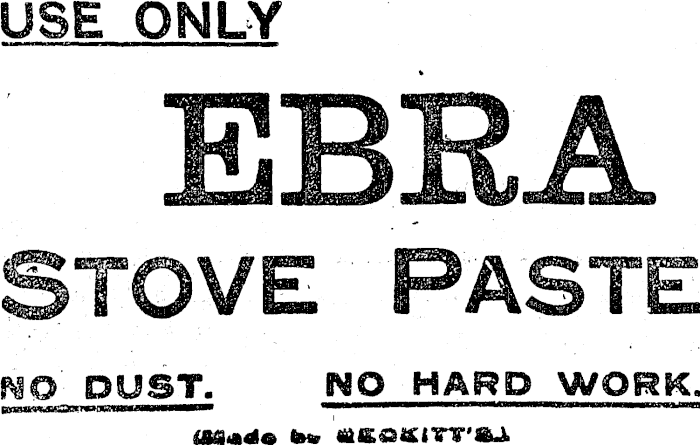 USE ONLY
EBRA
STOVE PASTE
NO DUST. NO HARD WORK.
(Made by RECKITT'S.)